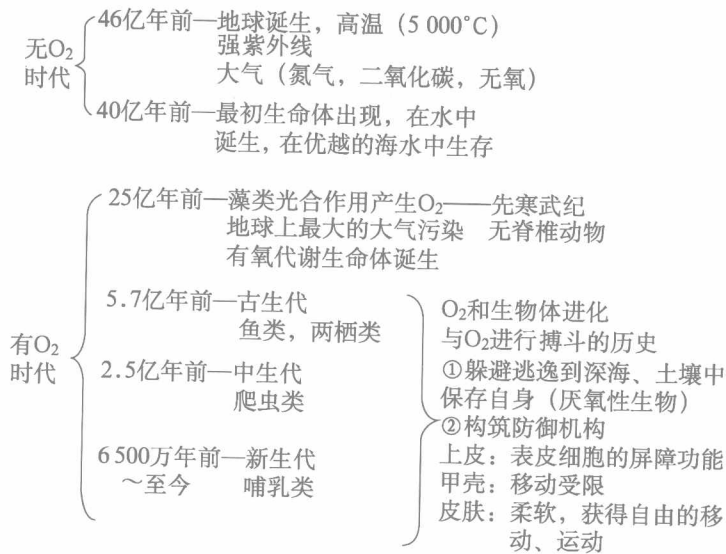 无O₂
时代
46亿年前—地球诞生，高温（5 000°C）
强紫外线
大气（氮气，二氧化碳，无氧）
40亿年前—最初生命体出现，在水中
诞生，在优越的海水中生存
有O₂
时代
25亿年前—藻类光合作用产生O₂——先寒武纪
地球上最大的大气污染 无脊椎动物
有氧代谢生命体诞生
5.7亿年前—古生代
鱼类，两栖类
2.5亿年前—中生代
爬虫类
6 500万年前—新生代
～至今 哺乳类
O₂和生物体进化
与O₂进行搏斗的历史
①躲避逃逸到深海、土壤中
保存自身（厌氧性生物）
②构筑防御机构
上皮：表皮细胞的屏障功能
甲壳：移动受限
皮肤：柔软，获得自由的移
动、运动